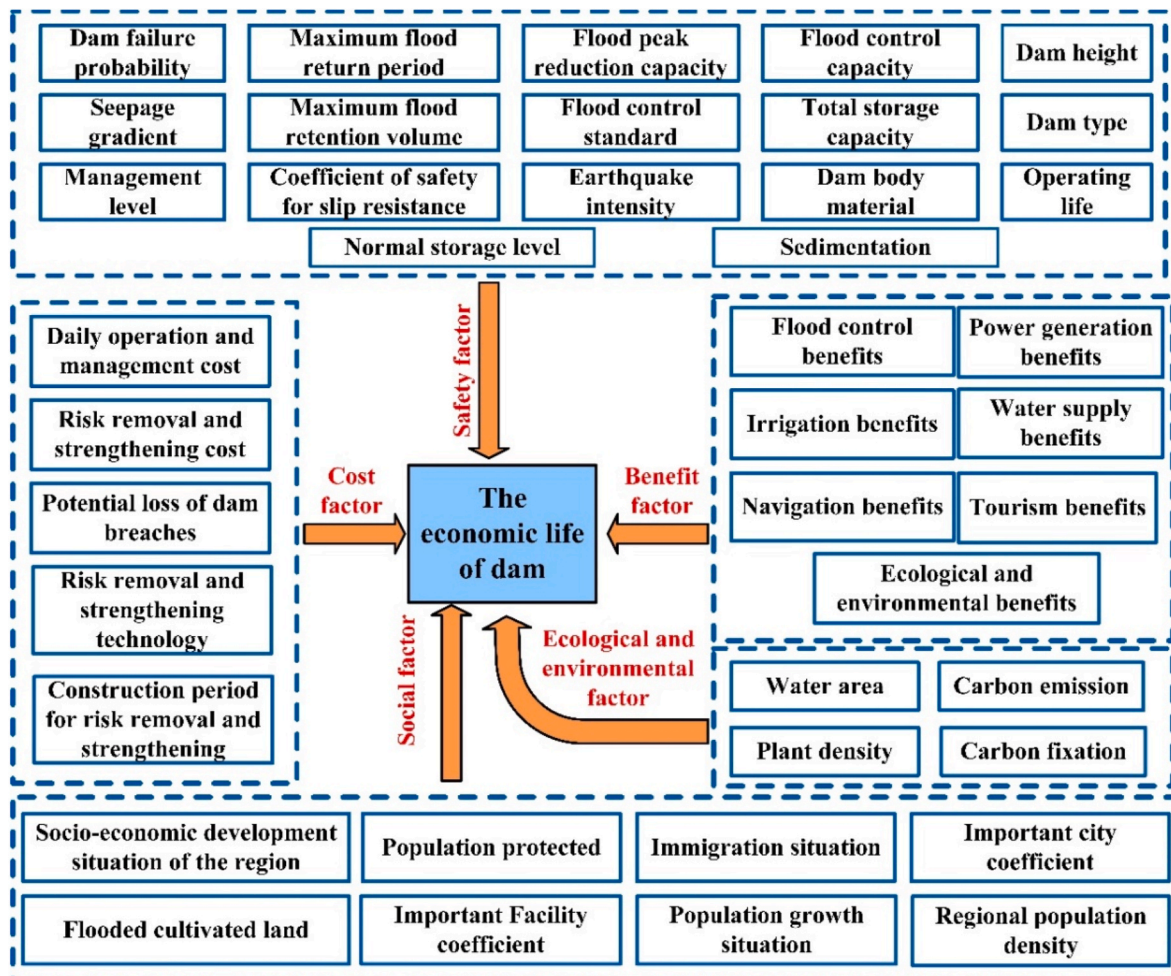 Dam failure
probability
Maximum flood
return period
Flood peak
reduction capacity
Flood control
capacity
Dam height
Seepage
gradient
Maximum flood
retention volume
Flood control
standard
Total storage
capacity
Dam type
Management
level
Coefficient of safety
for slip resistance
Earthquake
intensity
Dam body
material
Operating
life
Normal storage level
Sedimentation
Daily operation and
management cost
Risk removal and
strengthening cost
Potential loss of dam
breaches
Risk removal and
strengthening
technology
Construction period
for risk removal and
strengthening
Safety factor
Cost
factor
The
economic life
of dam
Benefit
factor
Social factor
Ecological and
environmental
factor
Flood control
benefits
Power generation
benefits
Irrigation benefits
Water supply
benefits
Navigation benefits
Tourism benefits
Ecological and
environmental benefits
Water area
Carbon emission
Plant density
Carbon fixation
Socio-economic development
situation of the region
Population protected
Immigration situation
Important city
coefficient
Flooded cultivated land
Important Facility
coefficient
Population growth
situation
Regional population
density